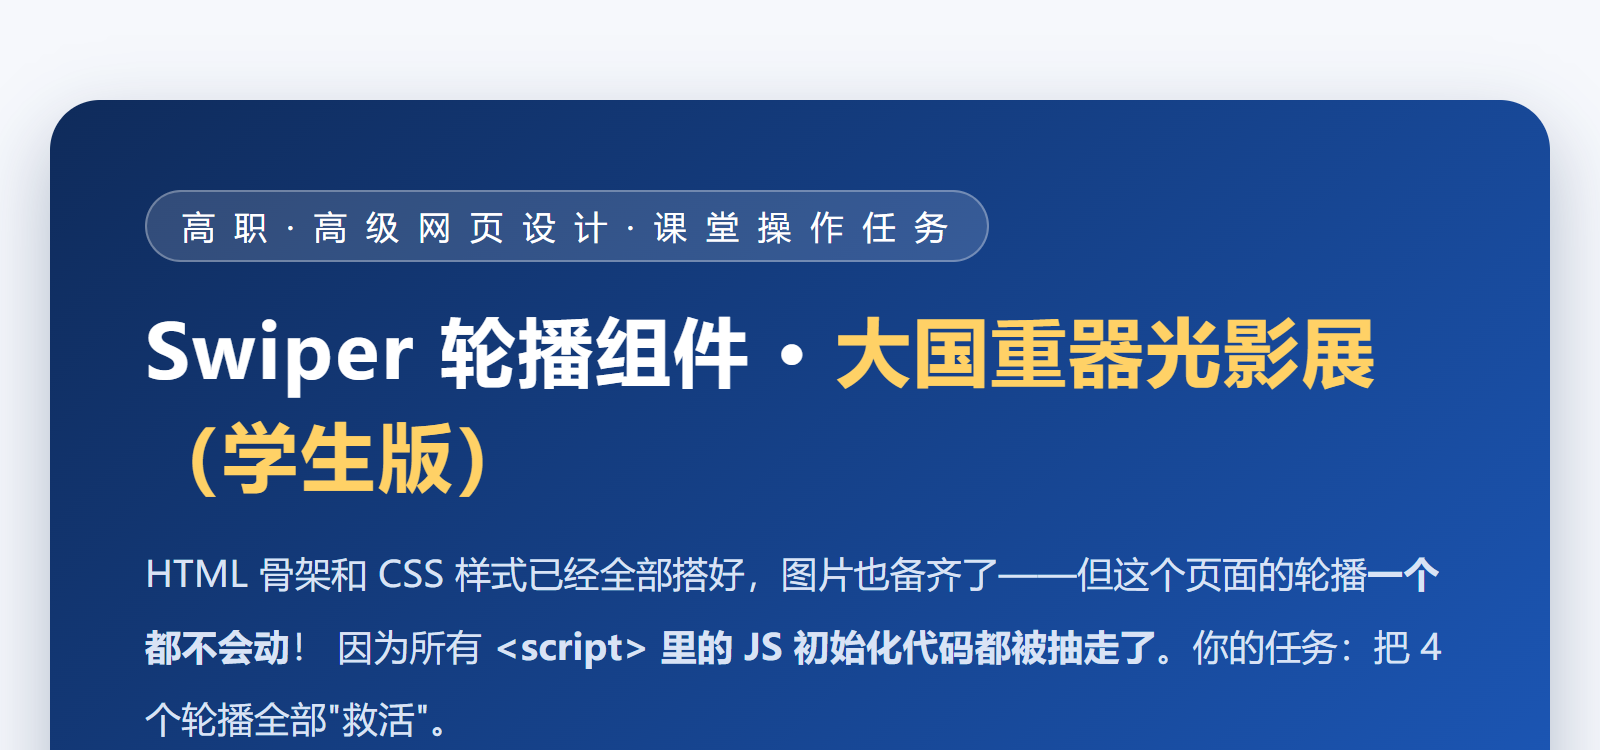 高职·高级网页设计·课堂操作任务
Swiper 轮播组件 · 大国重器光影展
（学生版）
HTML 骨架和 CSS 样式已经全部搭好，图片也备齐了——但这个页面的轮播一个
都不会动！ 因为所有 <script> 里的 JS 初始化代码都被抽走了。你的任务：把 4
个轮播全部"救活"。